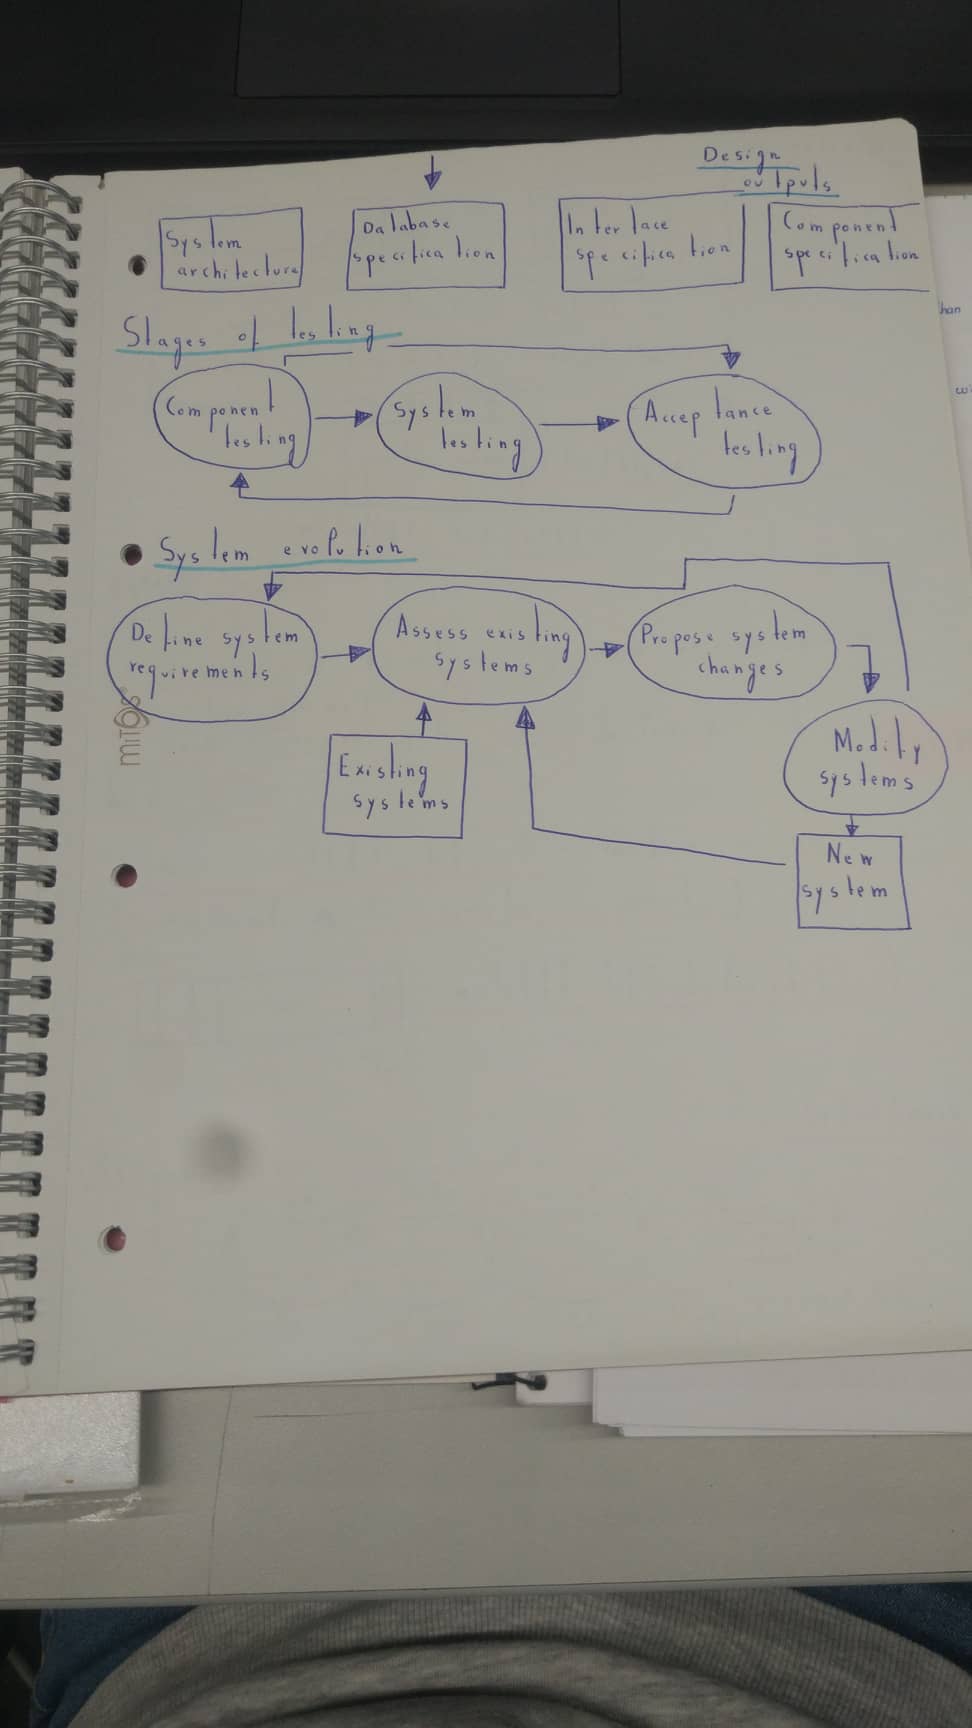 Design
outputs
System
architecture
Database
specification
Interface
specification
Component
specification
Stages of testing
Component
testing
System
testing
Acceptance
testing
System evolution
Define system
requirements
Assess existing
systems
Propose system
changes
Modify
systems
Existing
systems
New
system
mitos
han